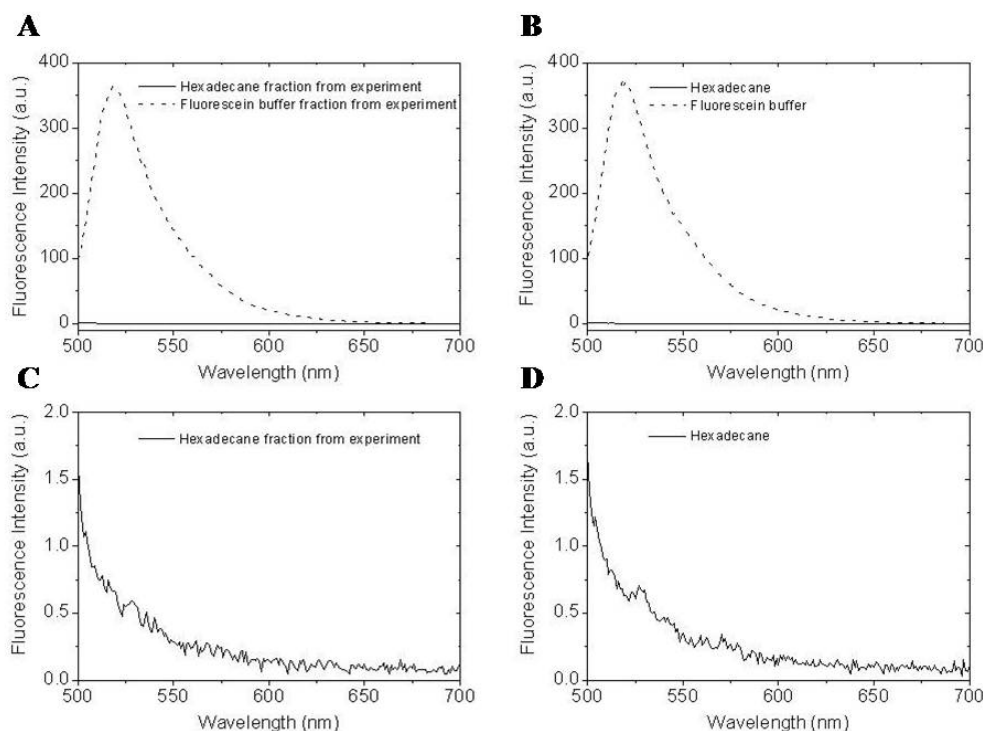 A
Fluorescence Intensity (a.u.)
400
300
200
100
0
Hexadecane fraction from experiment
Fluorescein buffer fraction from experiment
500 550 600 650 700
Wavelength (nm)
B
Fluorescence Intensity (a.u.)
400
300
200
100
0
Hexadecane
Fluorescein buffer
500 550 600 650 700
Wavelength (nm)
C
Fluorescence Intensity (a.u.)
2.0
1.5
1.0
0.5
0.0
Hexadecane fraction from experiment
500 550 600 650 700
Wavelength (nm)
D
Fluorescence Intensity (a.u.)
2.0
1.5
1.0
0.5
0.0
Hexadecane
500 550 600 650 700
Wavelength (nm)